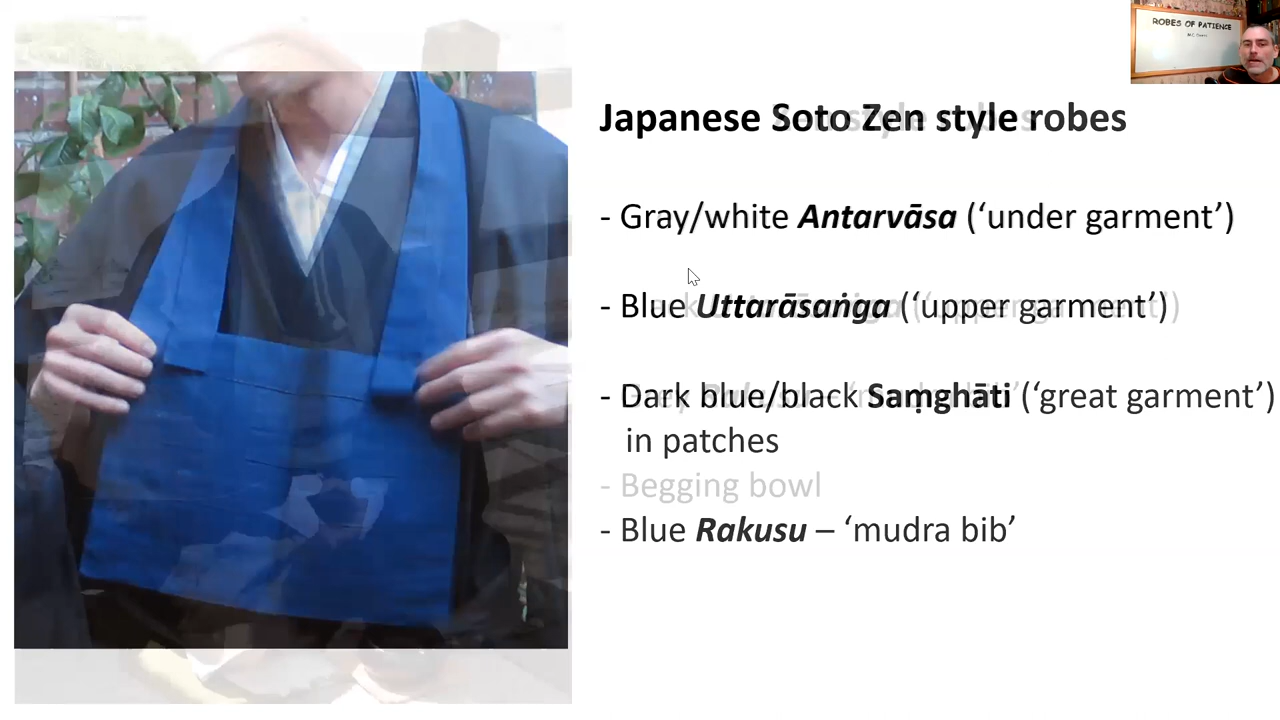 ROBES OF PATIENCE
Japanese Soto Zen style robes
- Gray/white Antarvāsa (‘under garment’)
- Blue Uttarāsaṅga (‘upper garment’)
- Dark blue/black Saṃghāti (‘great garment’)
in patches
- Begging bowl
- Blue Rakusu – ‘mudra bib’